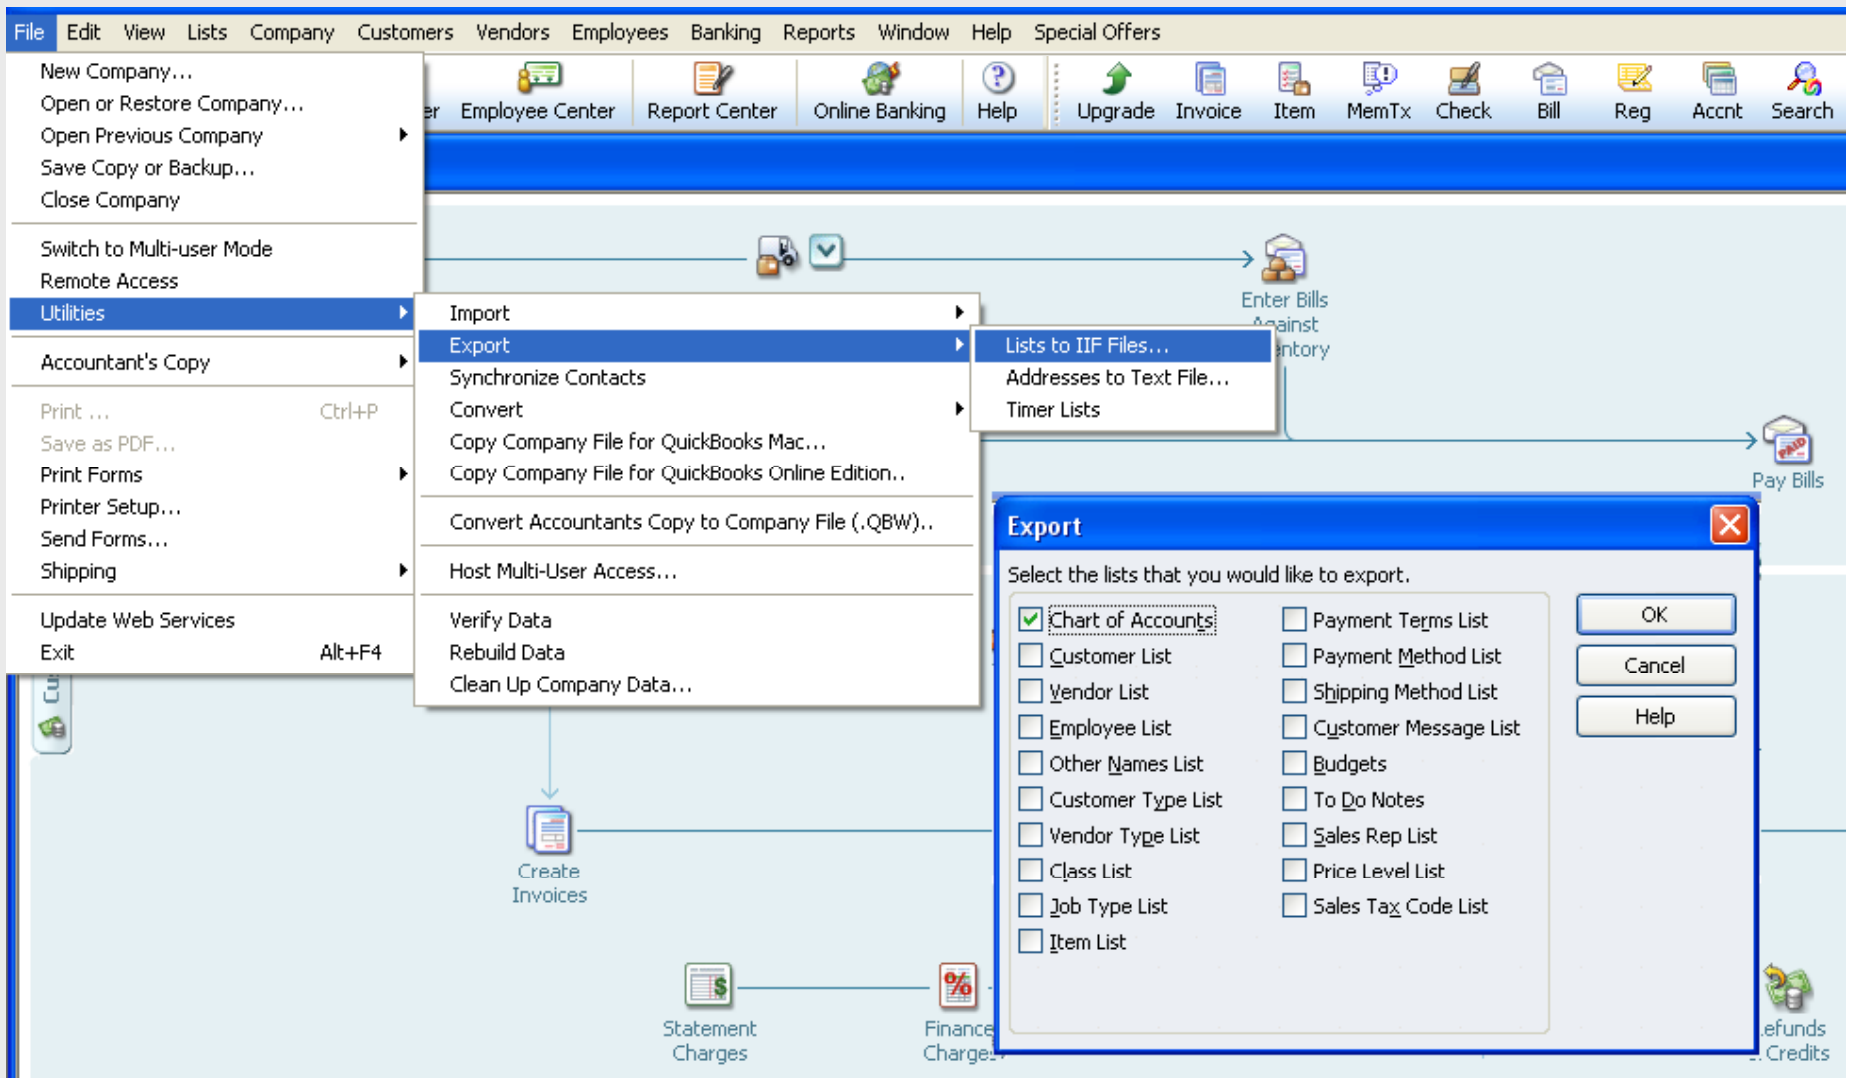 File Edit View Lists Company Customers Vendors Employees Banking Reports Window Help Special Offers
Employee Center Report Center Online Banking Help Upgrade Invoice Item MemTx Check Bill Reg Accnt Search
New Company...
Open or Restore Company...
Open Previous Company
Save Copy or Backup...
Close Company
Switch to Multi-user Mode
Remote Access
Utilities
Accountant's Copy
Print ... Ctrl+P
Save as PDF...
Print Forms
Printer Setup...
Send Forms...
Shipping
Update Web Services
Exit Alt+F4
Import
Export
Synchronize Contacts
Convert
Copy Company File for QuickBooks Mac...
Copy Company File for QuickBooks Online Edition..
Convert Accountants Copy to Company File (.QBW)..
Host Multi-User Access...
Verify Data
Rebuild Data
Clean Up Company Data...
Lists to IIF Files...
Addresses to Text File...
Timer Lists
Enter Bills
Against
Pay Bills
PAID
Export
Select the lists that you would like to export.
Chart of Accounts
Customer List
Vendor List
Employee List
Other Names List
Customer Type List
Vendor Type List
Class List
Job Type List
Item List
Payment Terms List
Payment Method List
Shipping Method List
Customer Message List
Budgets
To Do Notes
Sales Rep List
Price Level List
Sales Tax Code List
OK
Cancel
Help
Create
Invoices
Statement
Charges
Finance
Charges
Credits